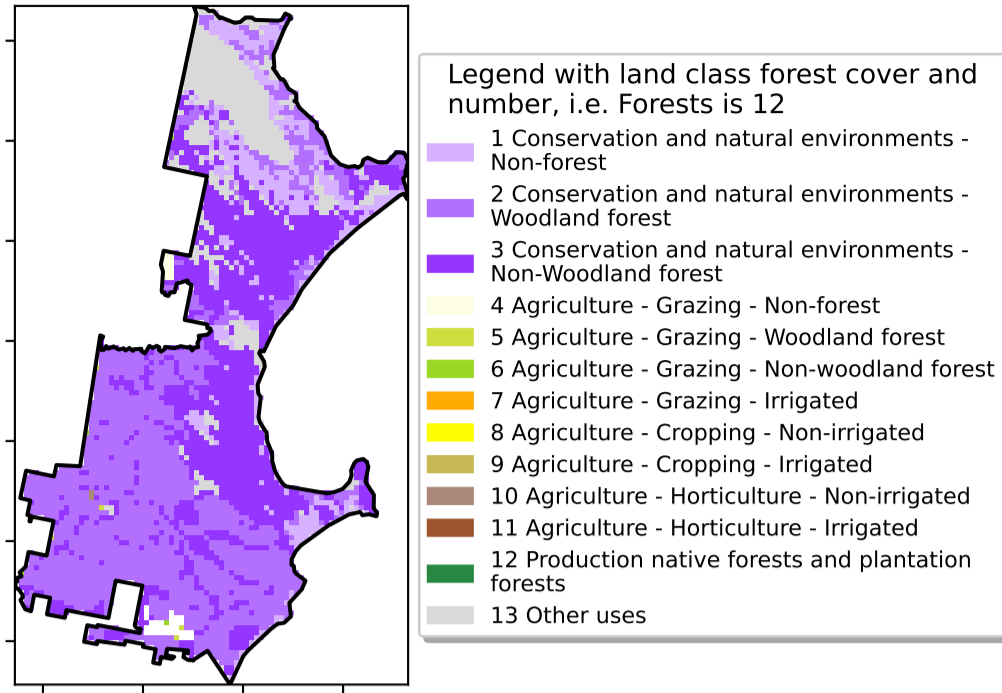 Legend with land class forest cover and
number, i.e. Forests is 12
1 Conservation and natural environments -
Non-forest
2 Conservation and natural environments -
Woodland forest
3 Conservation and natural environments -
Non-Woodland forest
4 Agriculture - Grazing - Non-forest
5 Agriculture - Grazing - Woodland forest
6 Agriculture - Grazing - Non-woodland forest
7 Agriculture - Grazing - Irrigated
8 Agriculture - Cropping - Non-irrigated
9 Agriculture - Cropping - Irrigated
10 Agriculture - Horticulture - Non-irrigated
11 Agriculture - Horticulture - Irrigated
12 Production native forests and plantation
forests
13 Other uses